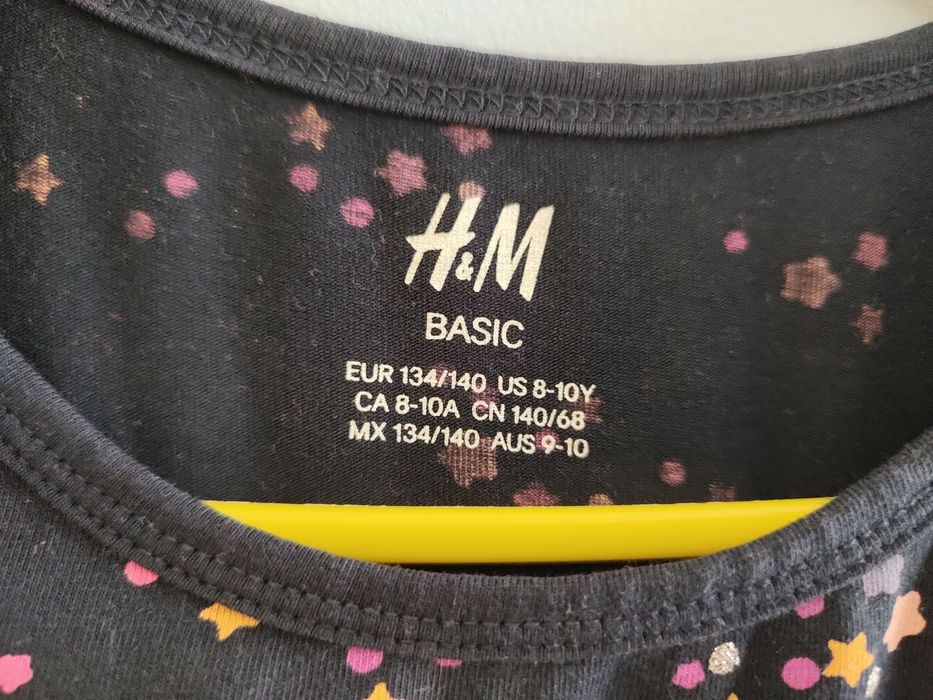 H&M
BASIC
EUR 134/140 US 8-10Y
CA 8-10A CN 140/68
MX 134/140 AUS 9-10